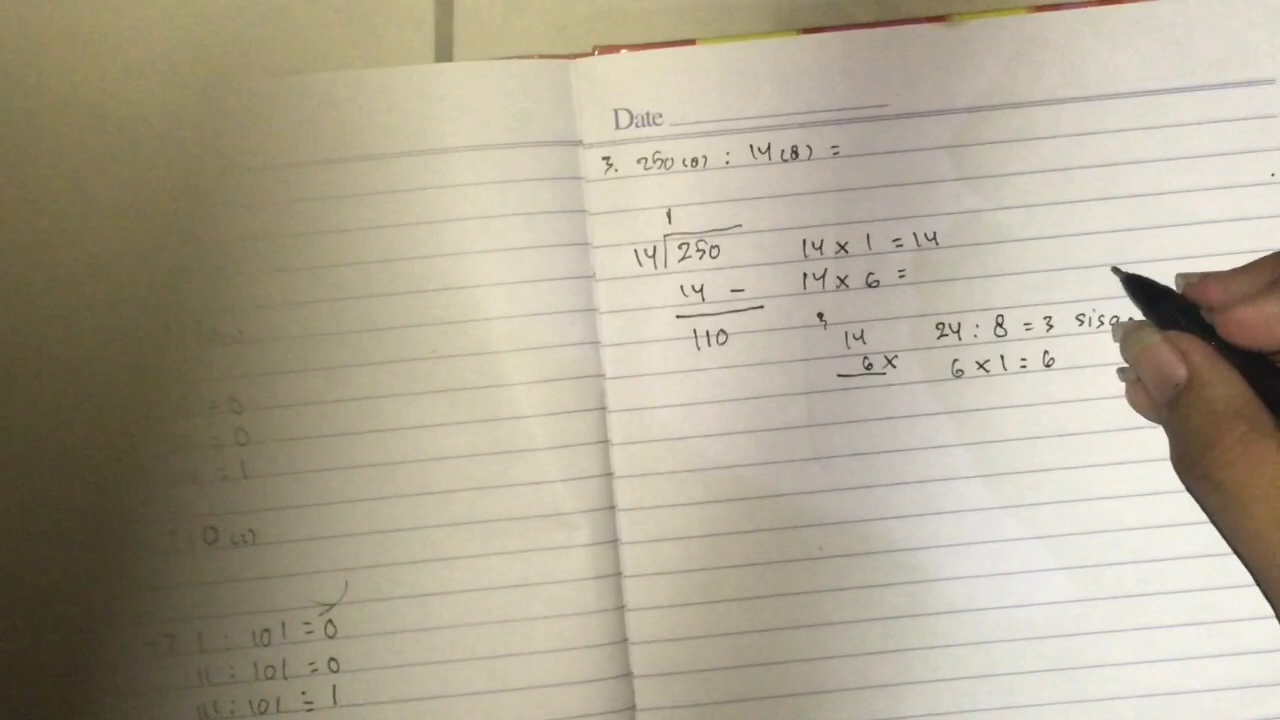 = 0
= 0
= 1
0 (2)
1 : 101 = 0
11 : 101 = 0
111 : 101 = 1
Date
3. 250 (8) : 14 (8) =
1
14 250 14 x 1 = 14
14 - 14 x 6 =
110 3 14 24 : 8 = 3 sisa
6 x 6 x 1 = 6